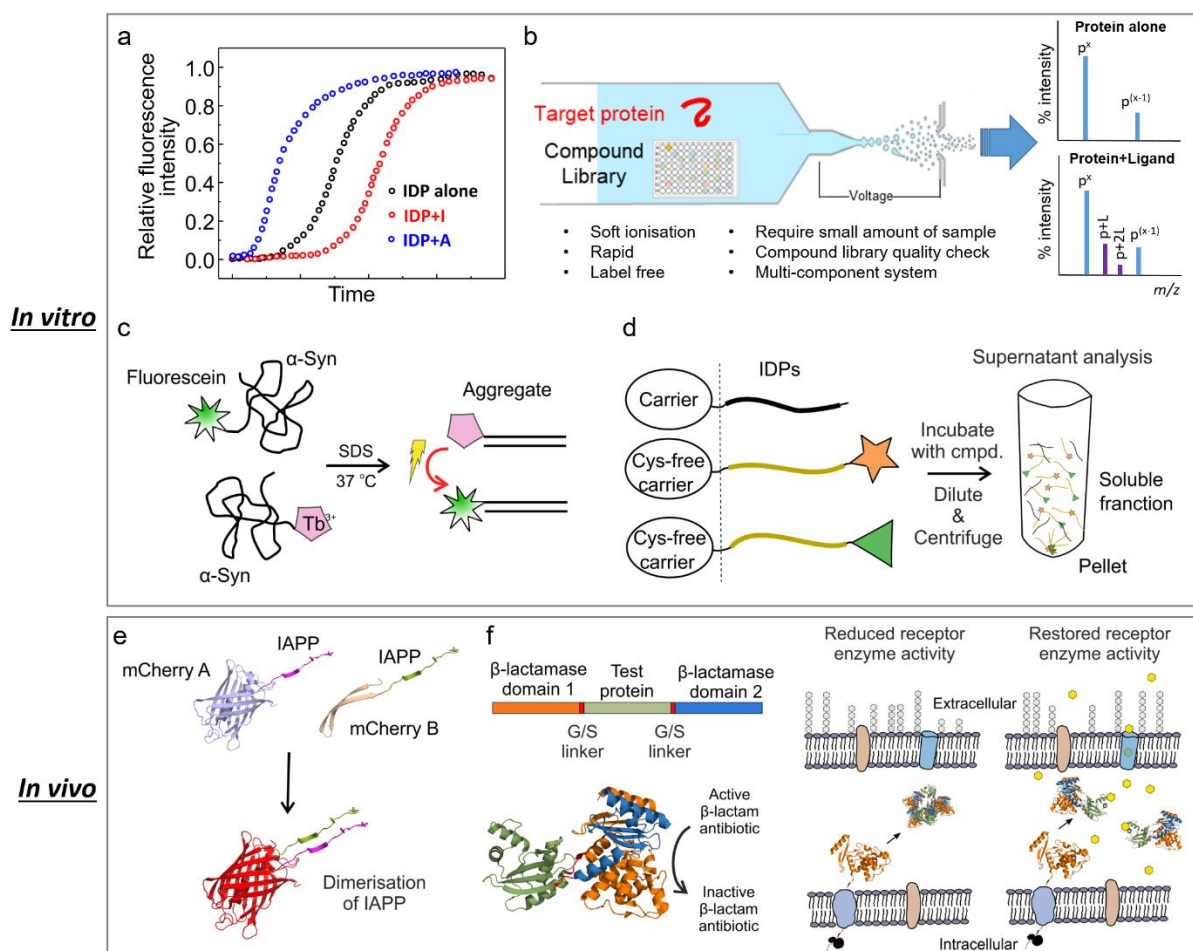 In vitro
a
1.0
0.8
0.6
0.4
0.2
0.0
Relative fluorescence
intensity
Time
IDP alone
IDP+I
IDP+A
b
Target protein
Compound
Library
Voltage
• Soft ionisation
• Rapid
• Label free
• Require small amount of sample
• Compound library quality check
• Multi-component system
Protein alone
% intensity
pˣ
p⁽ˣ⁻¹⁾
Protein+Ligand
% intensity
pˣ
p+L
p+2L
p⁽ˣ⁻¹⁾
m/z
c
α-Syn
Fluorescein
Tb³⁺
α-Syn
SDS
37 °C
Aggregate
d
IDPs
Carrier
Cys-free
carrier
Cys-free
carrier
Incubate
with cmpd.
Dilute
&
Centrifuge
Supernatant analysis
Soluble
franction
Pellet
In vivo
e
IAPP
mCherry A
IAPP
mCherry B
Dimerisation
of IAPP
f
β-lactamase
domain 1
Test
protein
β-lactamase
domain 2
G/S
linker
G/S
linker
Active
β-lactam
antibiotic
Inactive
β-lactam
antibiotic
Reduced receptor
enzyme activity
Restored receptor
enzyme activity
Extracellular
Intracellular